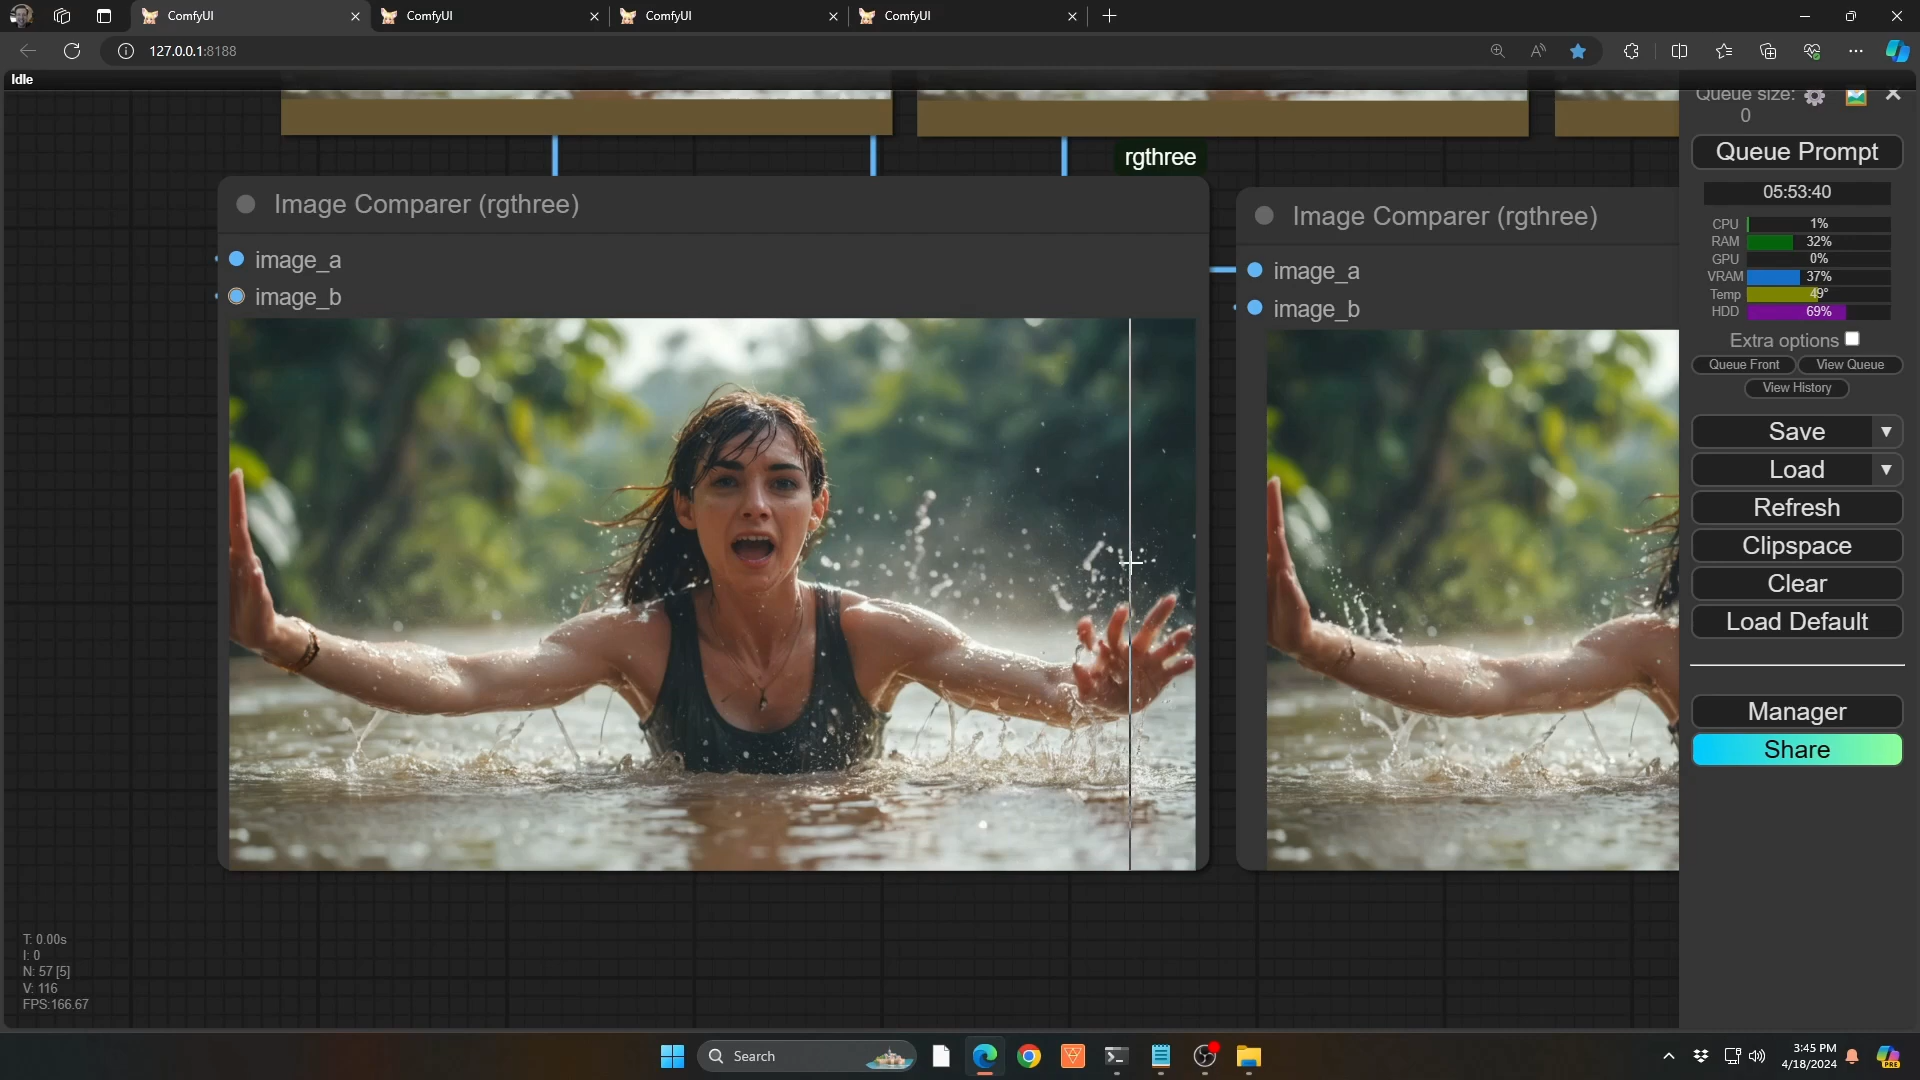 ComfyUI
ComfyUI
ComfyUI
ComfyUI
127.0.0.1:8188
Idle
Queue size:
0
Queue Prompt
05:53:40
CPU 1%
RAM 32%
GPU 0%
VRAM 37%
Temp 49°
HDD 69%
Extra options
Queue Front
View Queue
View History
Save ▼
Load ▼
Refresh
Clipspace
Clear
Load Default
Manager
Share
rgthree
Image Comparer (rgthree)
image_a
image_b
Image Comparer (rgthree)
image_a
image_b
T: 0.00s
I: 0
N: 57 [5]
V: 116
FPS:166.67
Search
3:45 PM
4/18/2024
PRE